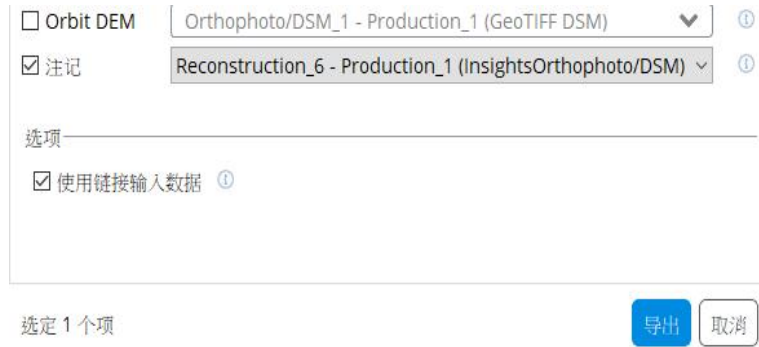 Orbit DEM Orthophoto/DSM_1 - Production_1 (GeoTIFF DSM)
注记 Reconstruction_6 - Production_1 (InsightsOrthophoto/DSM)
选项
使用链接输入数据
选定 1 个项 导出 取消